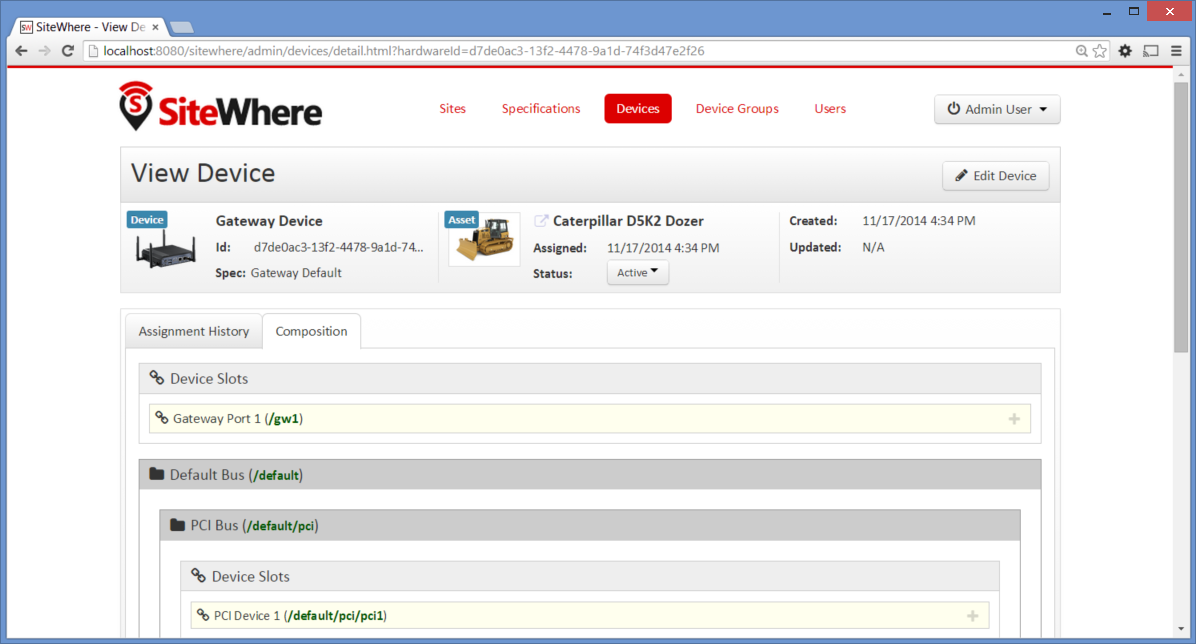 SiteWhere - View De
localhost:8080/sitewhere/admin/devices/detail.html?hardwareId=d7de0ac3-13f2-4478-9a1d-74f3d47e2f26
SiteWhere
Sites Specifications Devices Device Groups Users Admin User
View Device
Edit Device
Device
Gateway Device
Id: d7de0ac3-13f2-4478-9a1d-74...
Spec: Gateway Default
Asset
Caterpillar D5K2 Dozer
Assigned: 11/17/2014 4:34 PM
Status: Active
Created: 11/17/2014 4:34 PM
Updated: N/A
Assignment History Composition
Device Slots
Gateway Port 1 (/gw1)
Default Bus (/default)
PCI Bus (/default/pci)
Device Slots
PCI Device 1 (/default/pci/pci1)